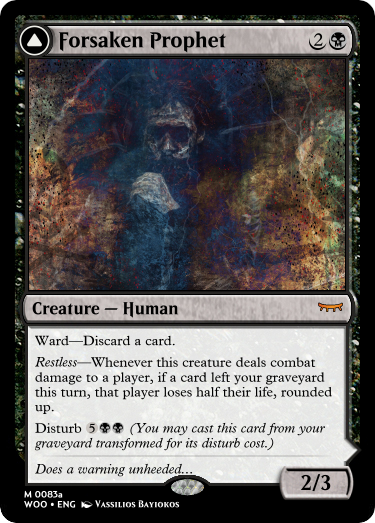 Forsaken Prophet 2
Creature — Human
Ward—Discard a card.
Restless—Whenever this creature deals combat
damage to a player, if a card left your graveyard
this turn, that player loses half their life, rounded
up.
Disturb 5 (You may cast this card from your
graveyard transformed for its disturb cost.)
Does a warning unheeded...
2/3
M 0083a
WOO • ENG Vassilios Bayiokos